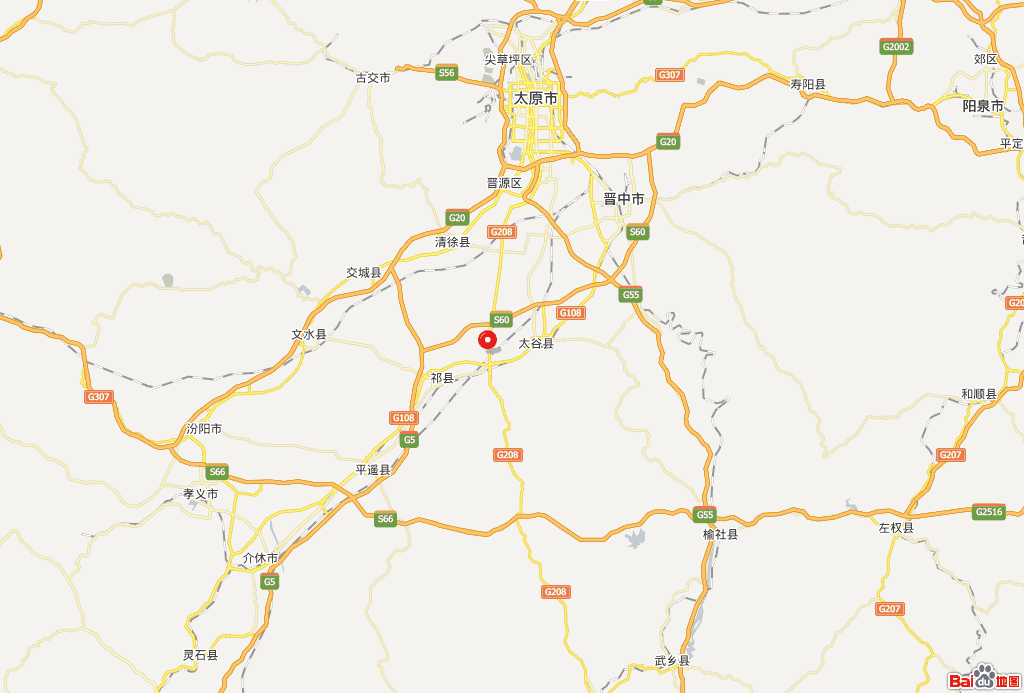 G2002
尖草坪区
郊区
S56
G307
古交市
寿阳县
太原市
阳泉市
G20
平定
晋源区
晋中市
G20
G208
S60
清徐县
交城县
G55
G20
G108
S60
文水县
太谷县
祁县
和顺县
G307
G108
汾阳市
G5
G208
G207
平遥县
S66
孝义市
G2516
S66
G55
左权县
榆社县
介休市
G5
G208
G207
灵石县
武乡县
Bai du 地图